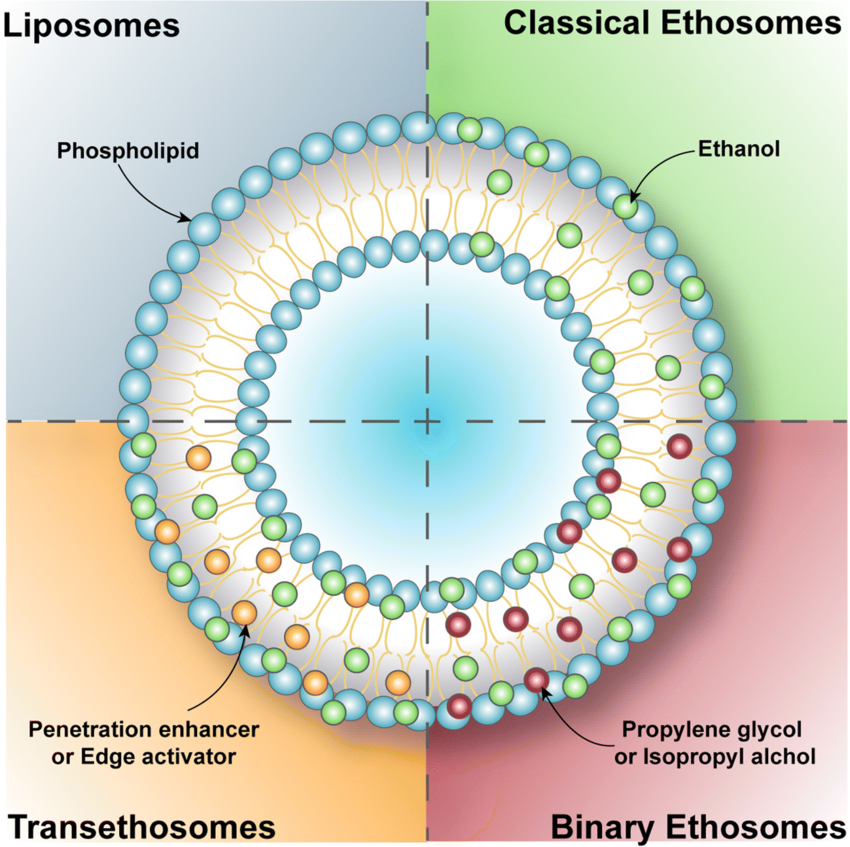 Liposomes
Classical Ethosomes
Phospholipid
Ethanol
Penetration enhancer
or Edge activator
Propylene glycol
or Isopropyl alchol
Transethosomes
Binary Ethosomes